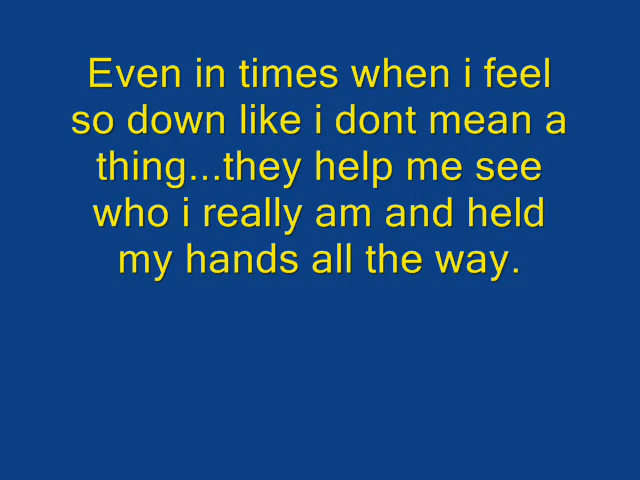 Even in times when i feel
so down like i dont mean a
thing...they help me see
who i really am and held
my hands all the way.